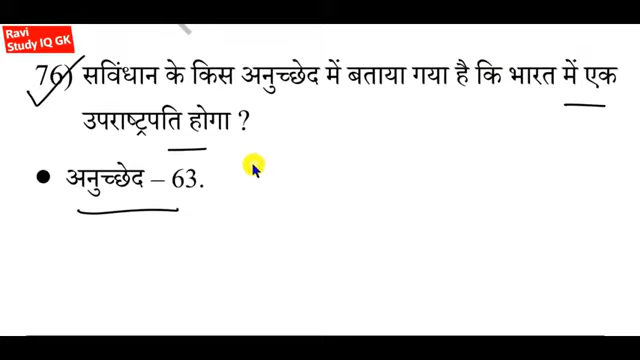 Ravi
Study IQ GK
76) सविंधान के किस अनुच्छेद में बताया गया है कि भारत में एक
उपराष्ट्रपति होगा ?
● अनुच्छेद – 63.